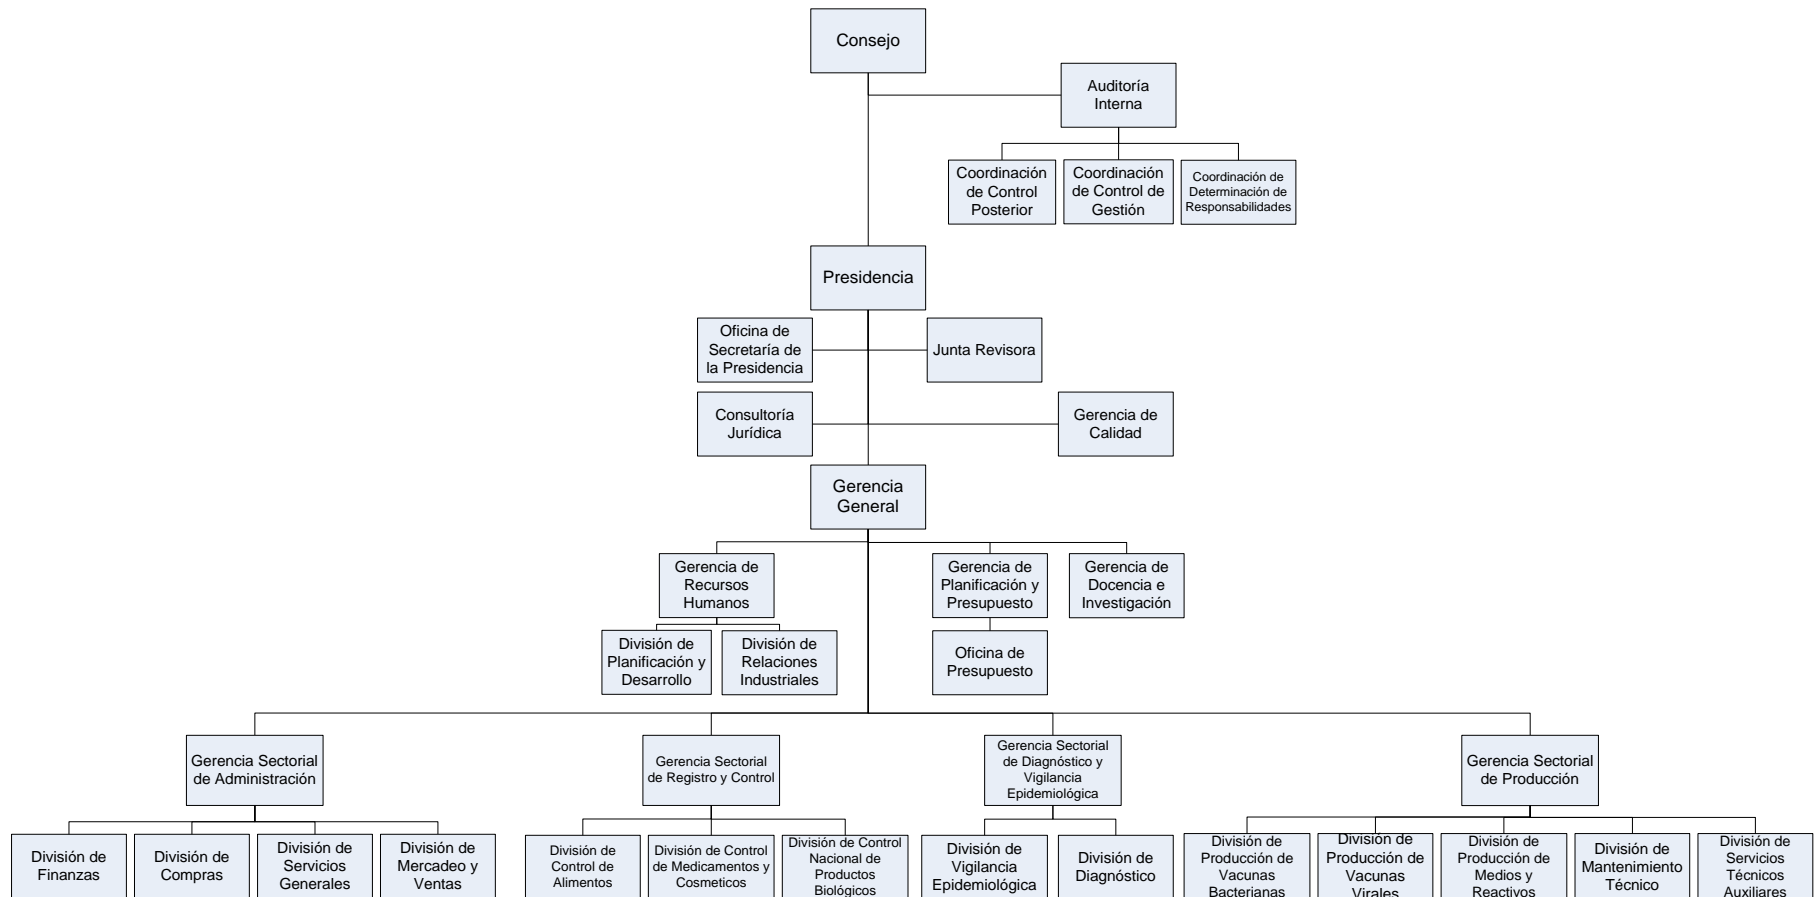 Consejo
Auditoría
Interna
Coordinación
de Control
Posterior
Coordinación
de Control de
Gestión
Coordinación de
Determinación de
Responsabilidades
Presidencia
Oficina de
Secretaría de
la Presidencia
Junta Revisora
Consultoría
Jurídica
Gerencia de
Calidad
Gerencia
General
Gerencia de
Recursos
Humanos
Gerencia de
Planificación y
Presupuesto
Gerencia de
Docencia e
Investigación
División de
Planificación y
Desarrollo
División de
Relaciones
Industriales
Oficina de
Presupuesto
Gerencia Sectorial
de Administración
Gerencia Sectorial
de Registro y Control
Gerencia Sectorial
de Diagnóstico y
Vigilancia
Epidemiológica
Gerencia Sectorial
de Producción
División de
Finanzas
División de
Compras
División de
Servicios
Generales
División de
Mercadeo y
Ventas
División de
Control de
Alimentos
División de Control
de Medicamentos y
Cosmeticos
División de Control
Nacional de
Productos
Biológicos
División de
Vigilancia
Epidemiológica
División de
Diagnóstico
División de
Producción de
Vacunas
Bacterianas
División de
Producción de
Vacunas
Virales
División de
Producción de
Medios y
Reactivos
División de
Mantenimiento
Técnico
División de
Servicios
Técnicos
Auxiliares